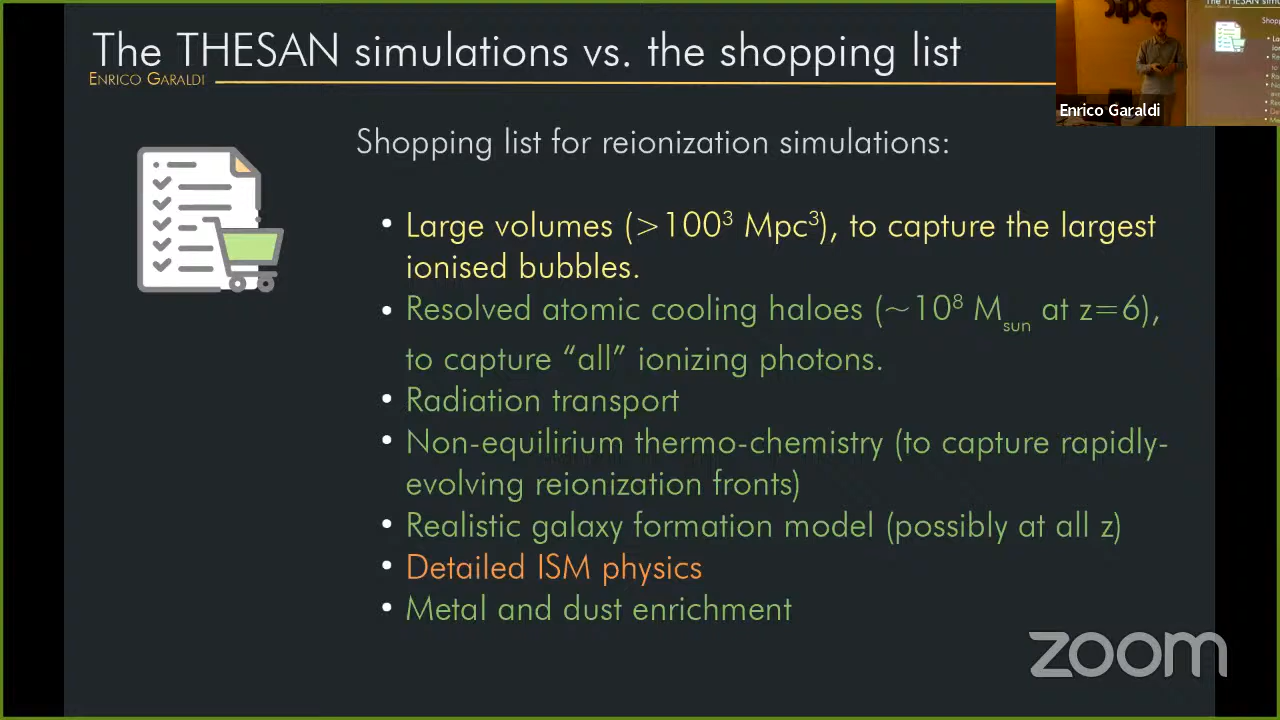 The THESAN simulations vs. the shopping list
ENRICO GARALDI
Shopping list for reionization simulations:
• Large volumes (>100³ Mpc³), to capture the largest
ionised bubbles.
• Resolved atomic cooling haloes (~10⁸ Msun at z=6),
to capture “all” ionizing photons.
• Radiation transport
• Non-equilirium thermo-chemistry (to capture rapidly-
evolving reionization fronts)
• Realistic galaxy formation model (possibly at all z)
• Detailed ISM physics
• Metal and dust enrichment
Enrico Garaldi
zoom